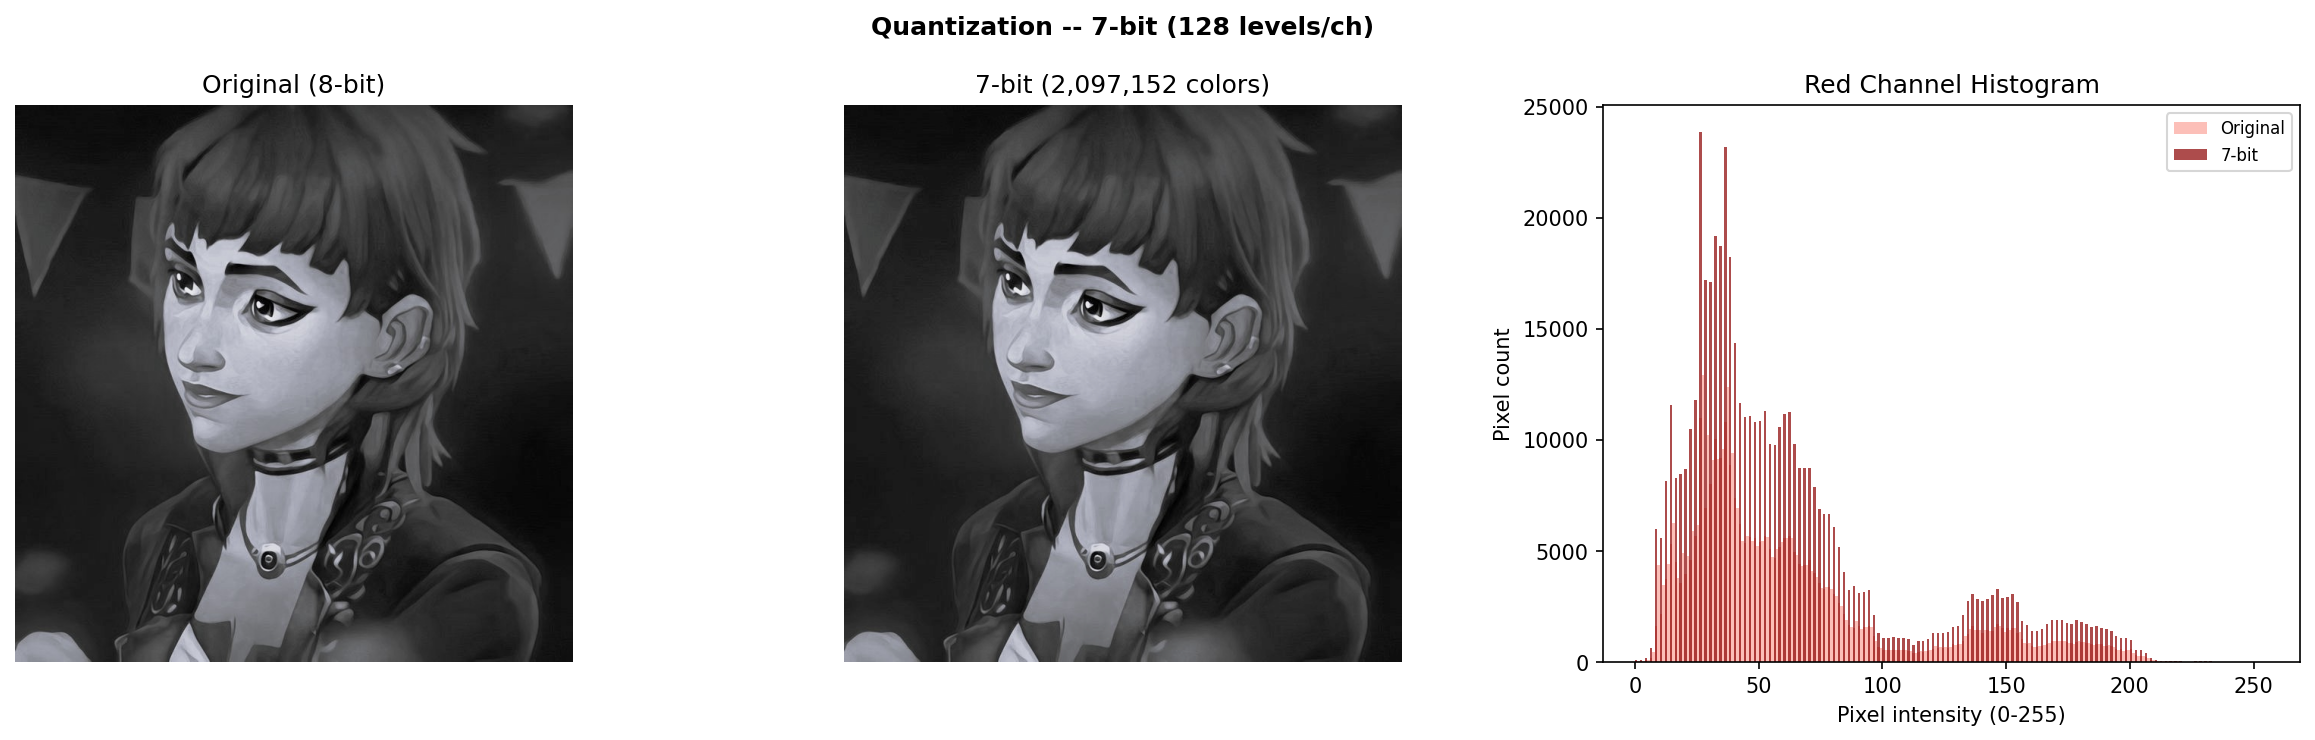 Quantization -- 7-bit (128 levels/ch)
Original (8-bit)
7-bit (2,097,152 colors)
Red Channel Histogram
Original
7-bit
Pixel count
25000
20000
15000
10000
5000
0
0 50 100 150 200 250
Pixel intensity (0-255)